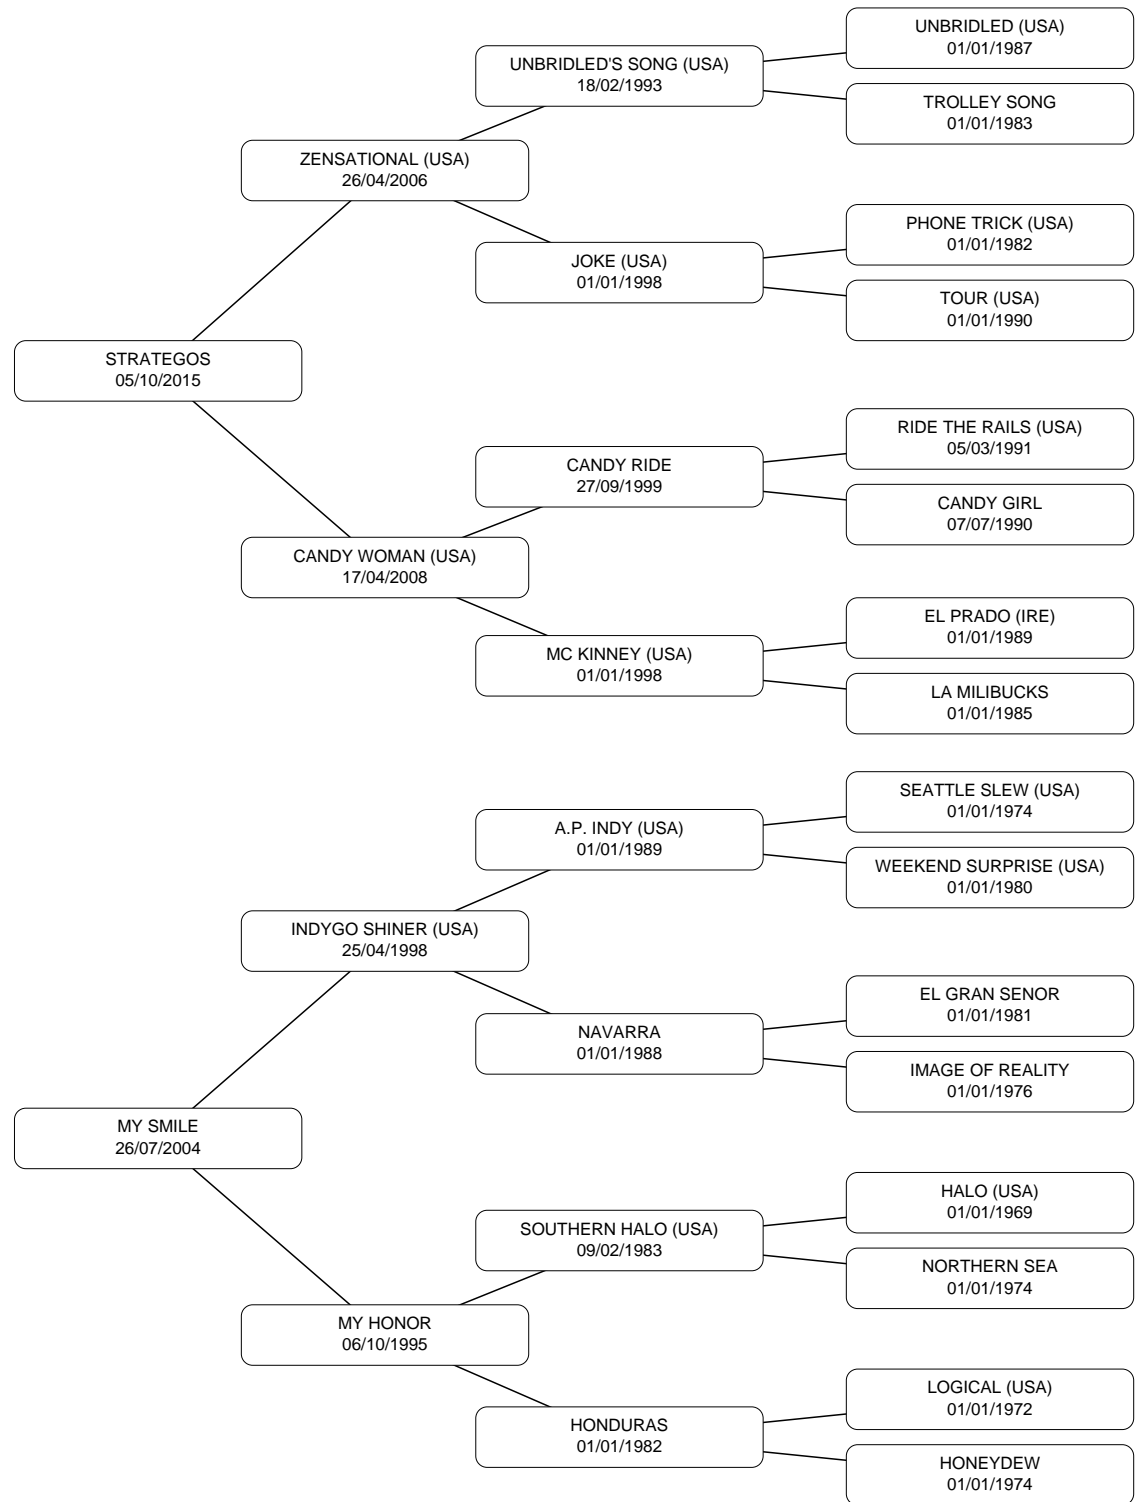 UNBRIDLED (USA)
01/01/1987
UNBRIDLED'S SONG (USA)
18/02/1993
TROLLEY SONG
01/01/1983
ZENSATIONAL (USA)
26/04/2006
PHONE TRICK (USA)
01/01/1982
JOKE (USA)
01/01/1998
TOUR (USA)
01/01/1990
STRATEGOS
05/10/2015
RIDE THE RAILS (USA)
05/03/1991
CANDY RIDE
27/09/1999
CANDY GIRL
07/07/1990
CANDY WOMAN (USA)
17/04/2008
EL PRADO (IRE)
01/01/1989
MC KINNEY (USA)
01/01/1998
LA MILIBUCKS
01/01/1985
SEATTLE SLEW (USA)
01/01/1974
A.P. INDY (USA)
01/01/1989
WEEKEND SURPRISE (USA)
01/01/1980
INDYGO SHINER (USA)
25/04/1998
EL GRAN SENOR
01/01/1981
NAVARRA
01/01/1988
IMAGE OF REALITY
01/01/1976
MY SMILE
26/07/2004
HALO (USA)
01/01/1969
SOUTHERN HALO (USA)
09/02/1983
NORTHERN SEA
01/01/1974
MY HONOR
06/10/1995
LOGICAL (USA)
01/01/1972
HONDURAS
01/01/1982
HONEYDEW
01/01/1974